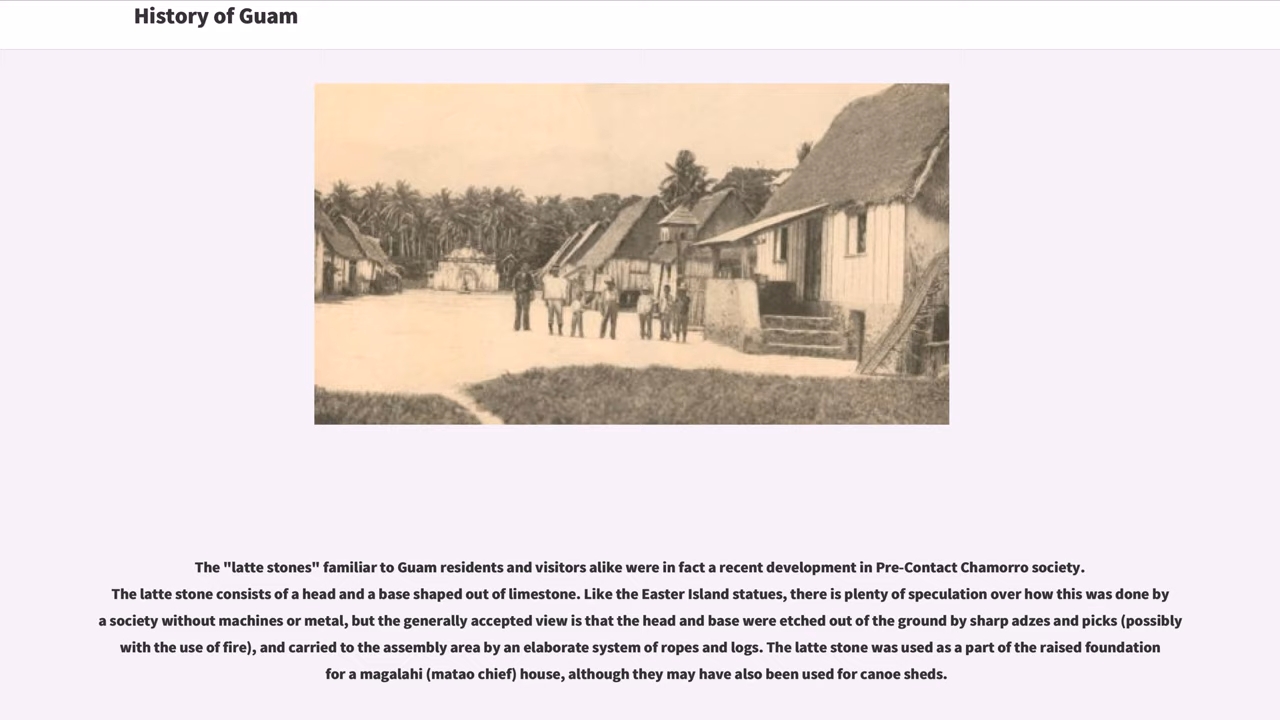 History of Guam
The "latte stones" familiar to Guam residents and visitors alike were in fact a recent development in Pre-Contact Chamorro society.
The latte stone consists of a head and a base shaped out of limestone. Like the Easter Island statues, there is plenty of speculation over how this was done by
a society without machines or metal, but the generally accepted view is that the head and base were etched out of the ground by sharp adzes and picks (possibly
with the use of fire), and carried to the assembly area by an elaborate system of ropes and logs. The latte stone was used as a part of the raised foundation
for a magalahi (matao chief) house, although they may have also been used for canoe sheds.